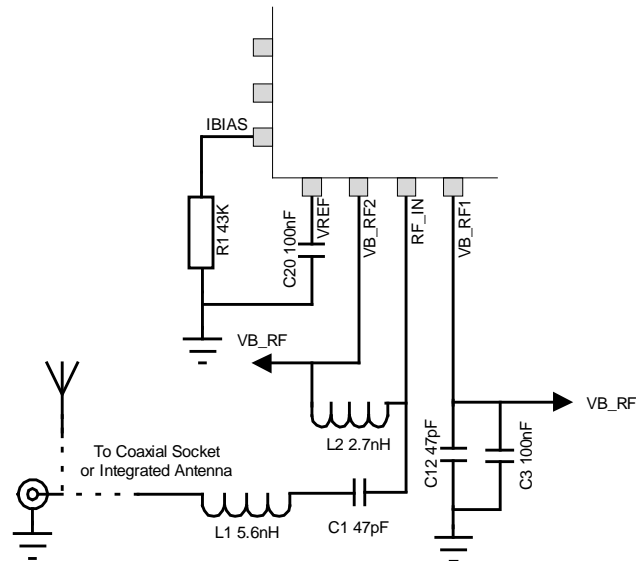 IBIAS
R1 43K
C20 100nF
VREF
VB_RF2
RF_IN
VB_RF1
VB_RF
VB_RF
L2 2.7nH
C12 47pF
C3 100nF
To Coaxial Socket
or Integrated Antenna
L1 5.6nH
C1 47pF